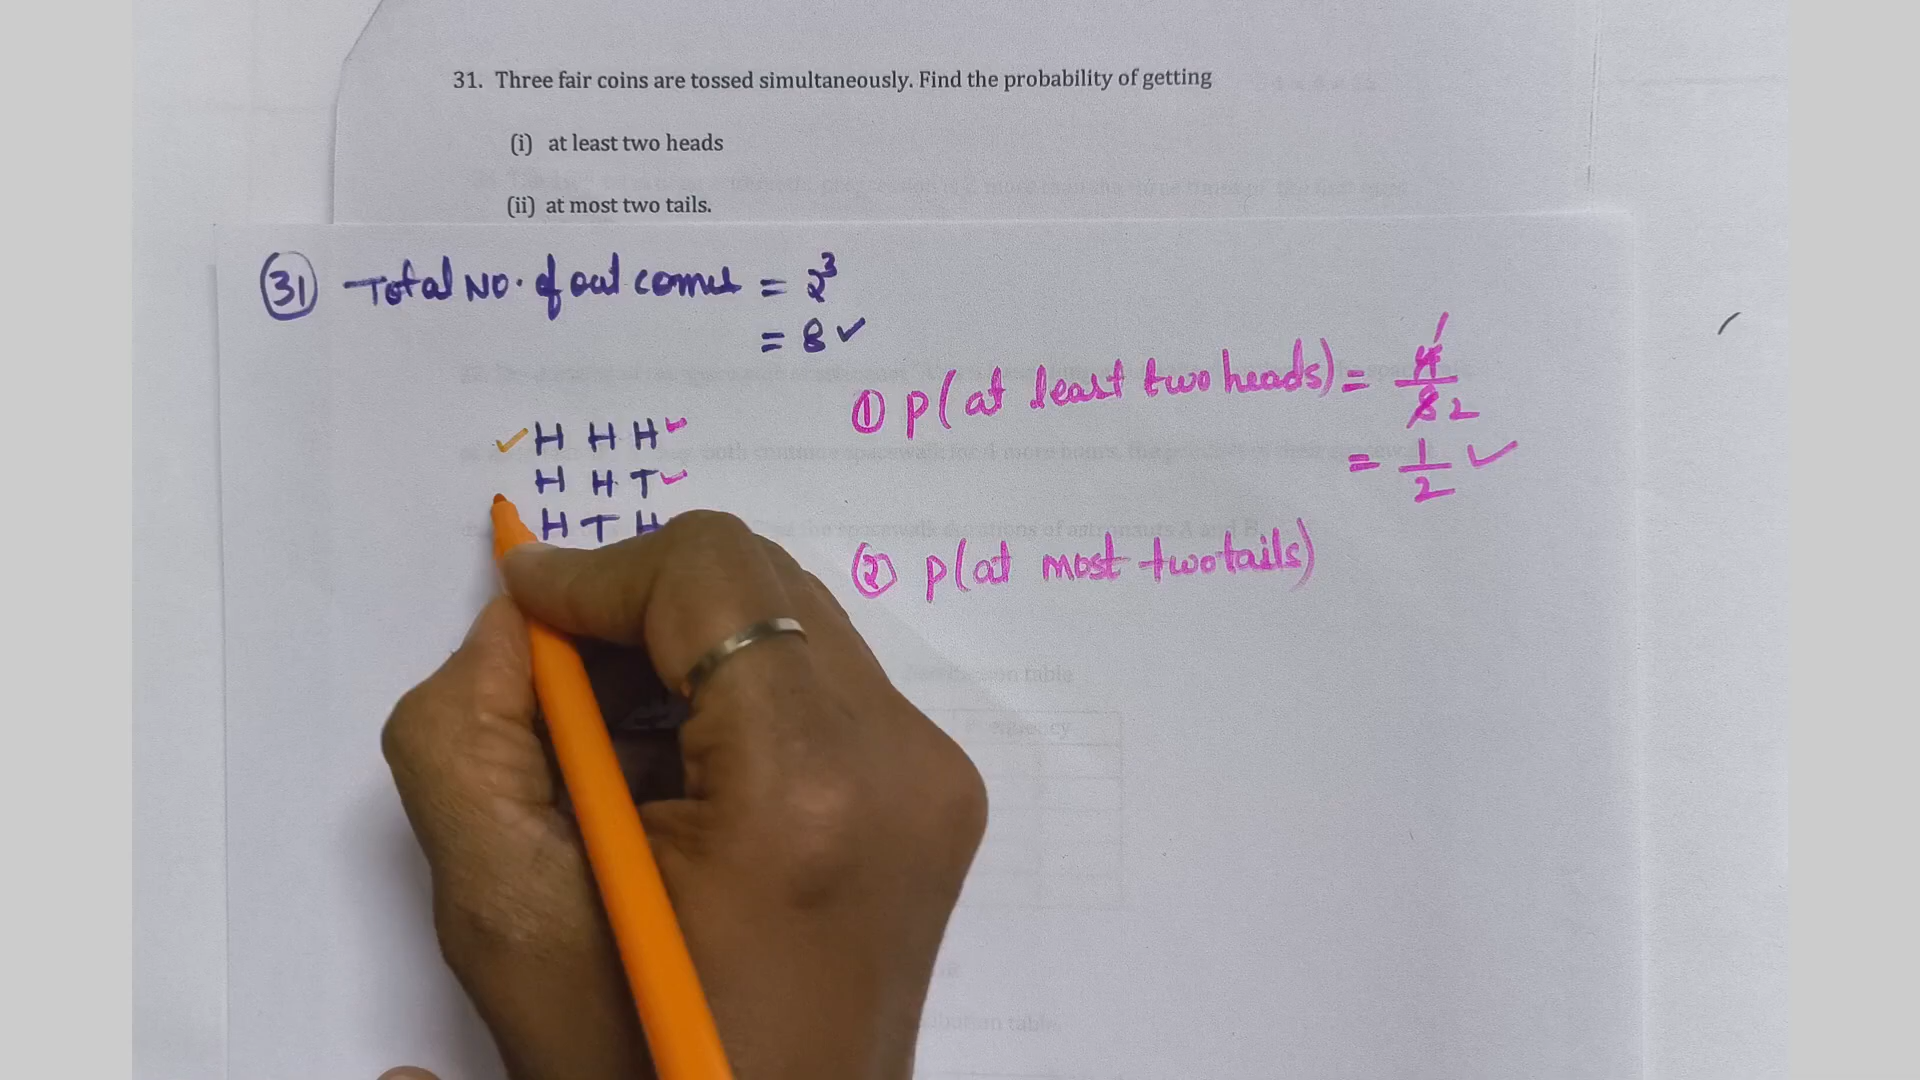 31. Three fair coins are tossed simultaneously. Find the probability of getting
(i) at least two heads
(ii) at most two tails.
31 Total No. of out comes = 2³
= 8 ✓
✓ H H H ✓
H H T ✓
H T H
① P(at least two heads) = 4/8 1 2
= 1/2 ✓
② P(at most two tails)